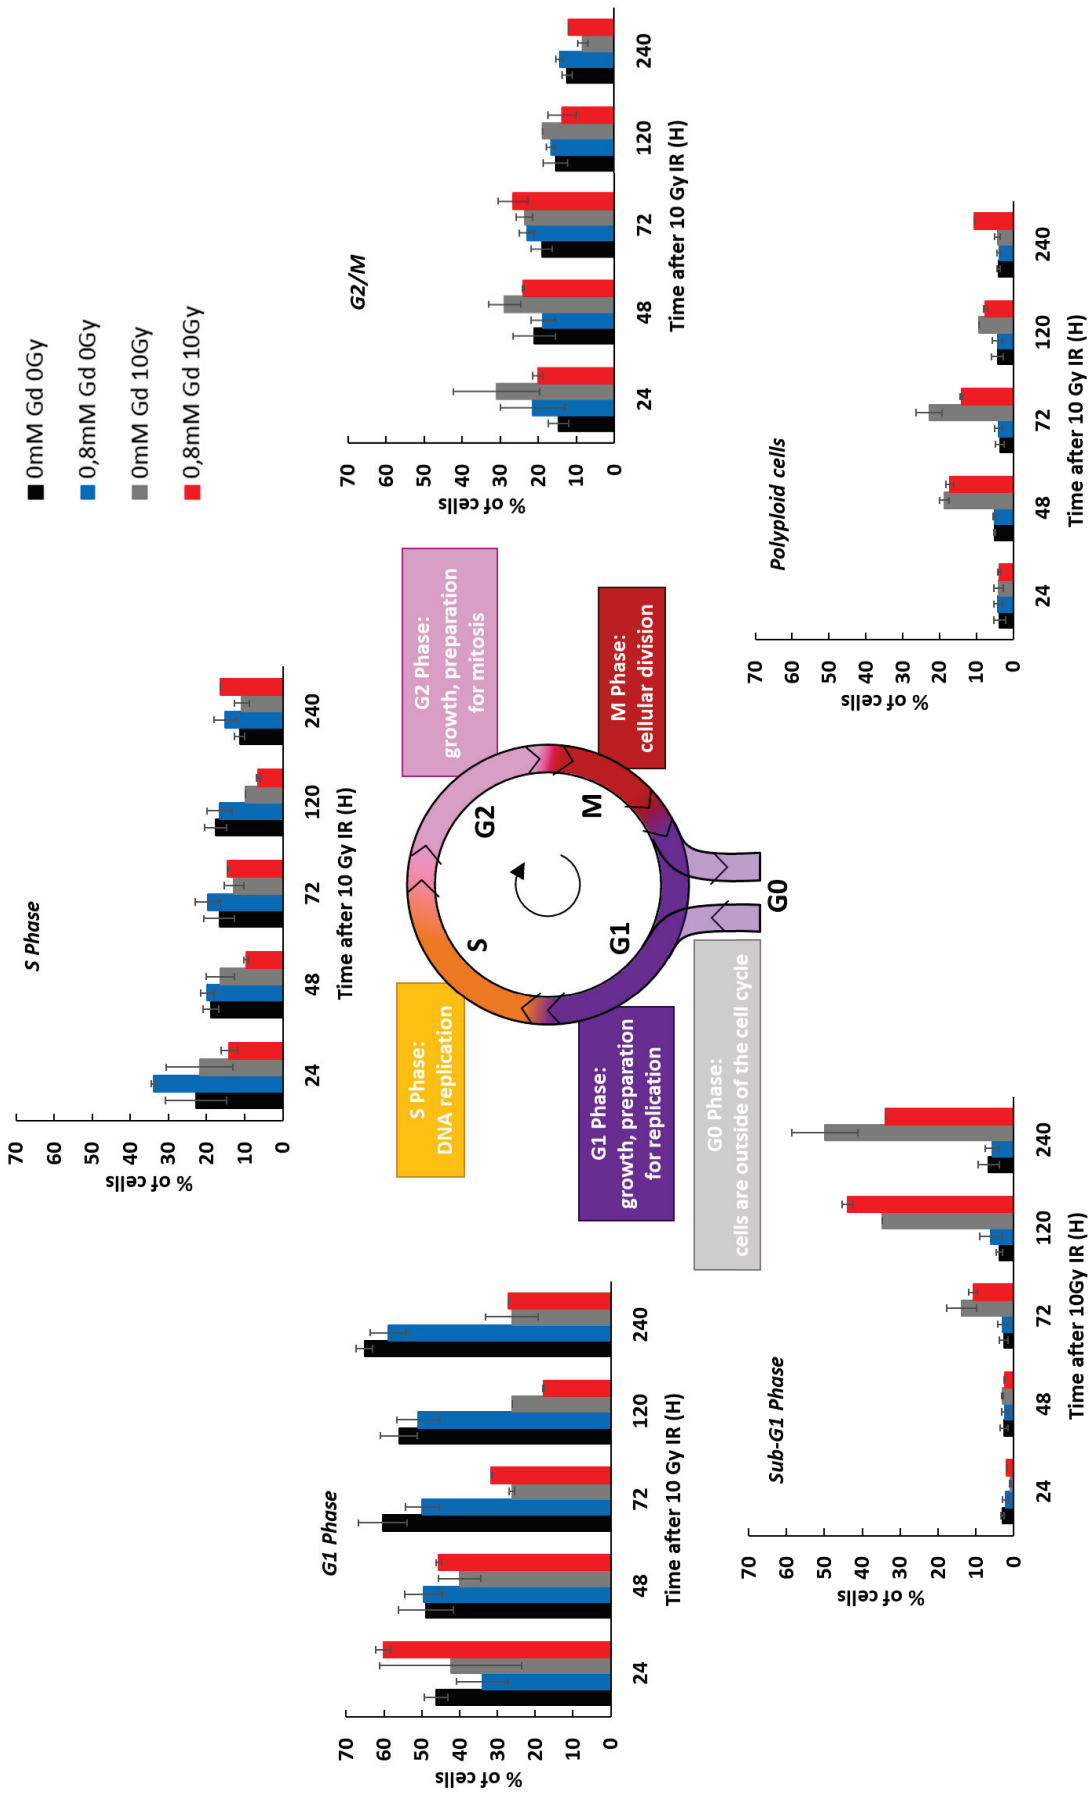 0mM Gd 0Gy
0,8mM Gd 0Gy
0mM Gd 10Gy
0,8mM Gd 10Gy
S Phase
% of cells
70
60
50
40
30
20
10
0
24
48
72
120
240
Time after 10 Gy IR (H)
G1 Phase
% of cells
70
60
50
40
30
20
10
0
24
48
72
120
240
Time after 10 Gy IR (H)
S Phase:
DNA replication
G2 Phase:
growth, preparation
for mitosis
G1 Phase:
growth, preparation
for replication
M Phase:
cellular division
G0 Phase:
cells are outside of the cell cycle
S
G2
G1
M
G0
G2/M
% of cells
70
60
50
40
30
20
10
0
24
48
72
120
240
Time after 10 Gy IR (H)
Sub-G1 Phase
% of cells
70
60
50
40
30
20
10
0
24
48
72
120
240
Time after 10Gy IR (H)
Polyploid cells
% of cells
70
60
50
40
30
20
10
0
24
48
72
120
240
Time after 10 Gy IR (H)